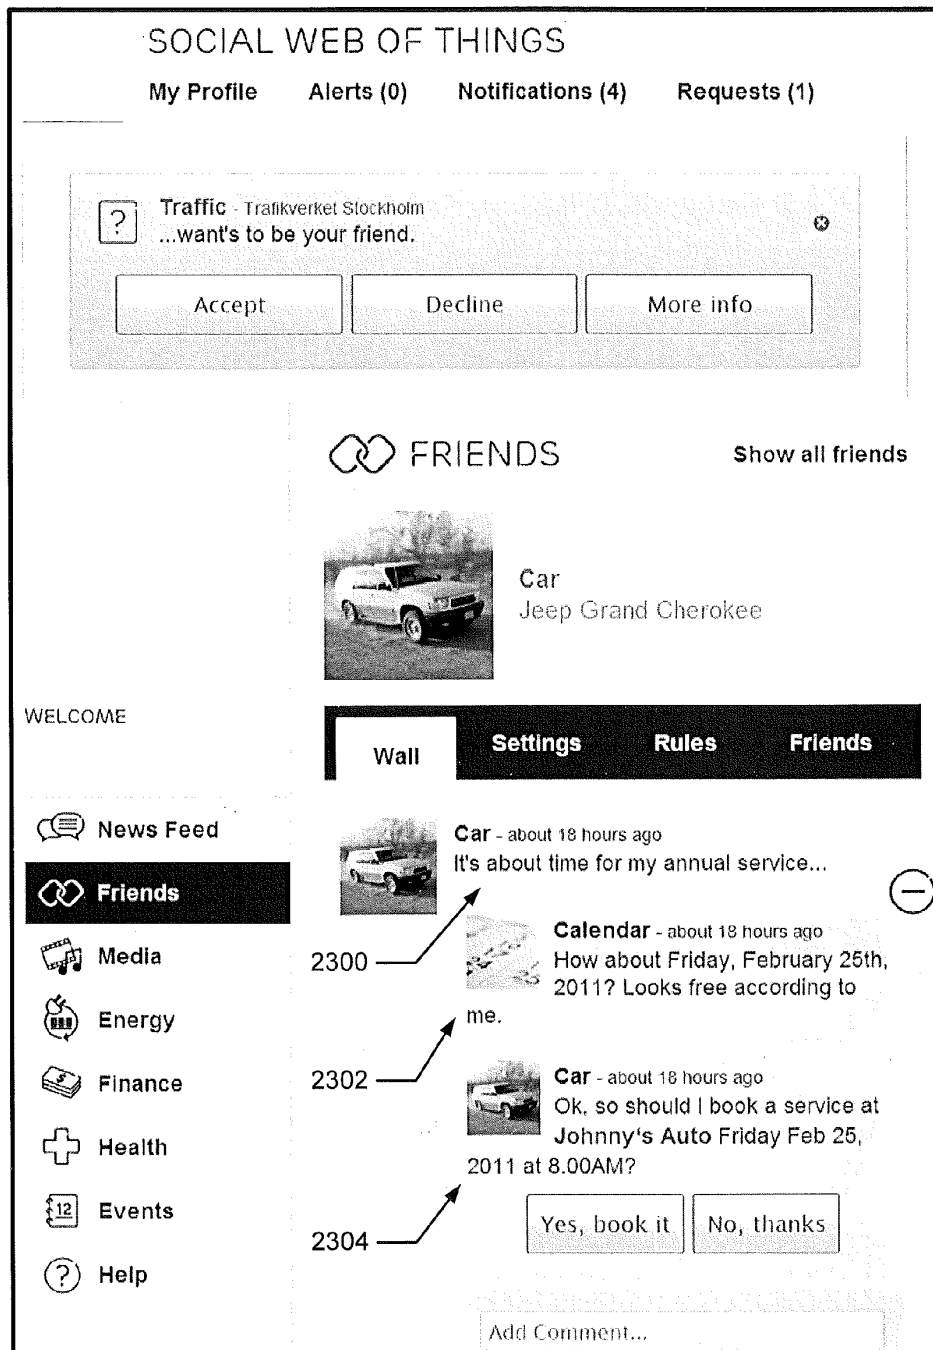 SOCIAL WEB OF THINGS
My Profile Alerts (0) Notifications (4) Requests (1)
? Traffic - Trafikverket Stockholm
...want's to be your friend.
Accept Decline More info
FRIENDS Show all friends
Car
Jeep Grand Cherokee
WELCOME
Wall Settings Rules Friends
News Feed
Friends
Media
Energy
Finance
Health
12 Events
? Help
Car - about 18 hours ago
It's about time for my annual service...
2300
Calendar - about 18 hours ago
How about Friday, February 25th,
2011? Looks free according to
me.
2302
Car - about 18 hours ago
Ok, so should I book a service at
Johnny's Auto Friday Feb 25,
2011 at 8.00AM?
2304
Yes, book it No, thanks
Add Comment...